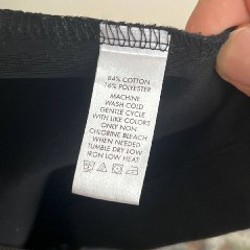 84% COTTON
16% POLYESTER
MACHINE
WASH COLD
GENTLE CYCLE
WITH LIKE COLORS
ONLY NON
CHLORINE BLEACH
WHEN NEEDED
TUMBLE DRY LOW
IRON LOW HEAT